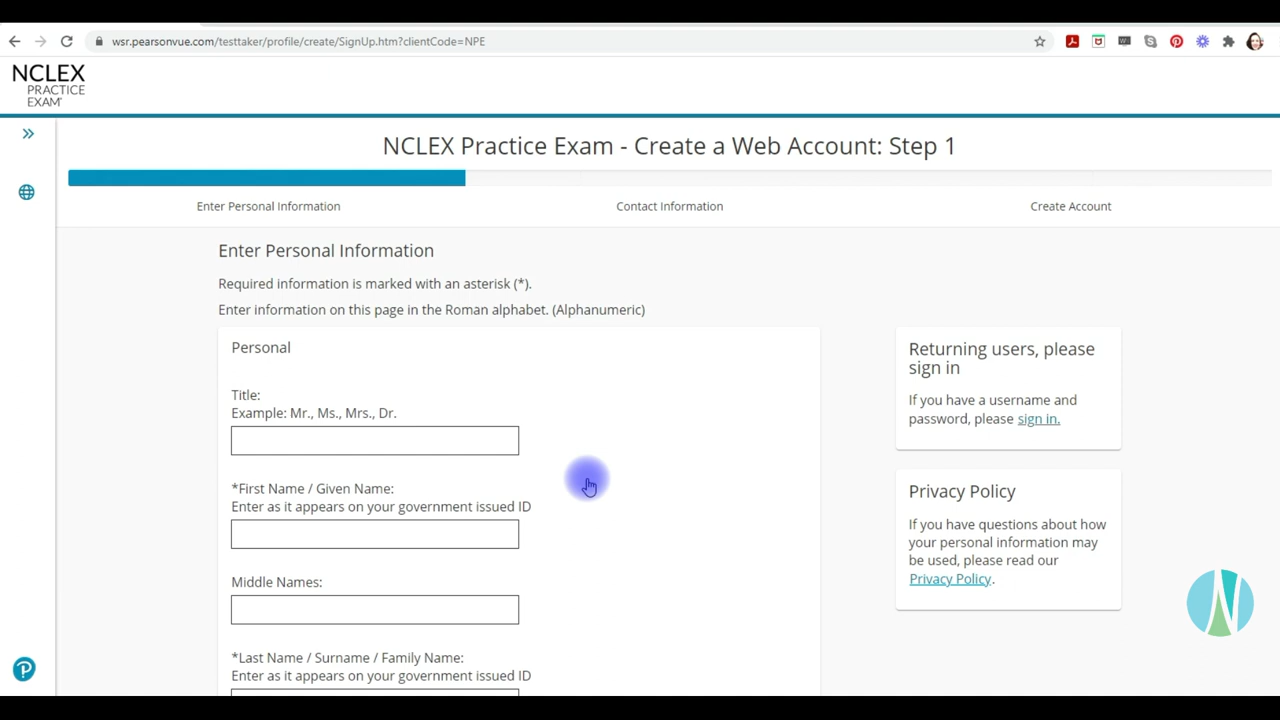 wsr.pearsonvue.com/testtaker/profile/create/SignUp.htm?clientCode=NPE
NCLEX
PRACTICE
EXAM
NCLEX Practice Exam - Create a Web Account: Step 1
Enter Personal Information
Contact Information
Create Account
Enter Personal Information
Required information is marked with an asterisk (*).
Enter information on this page in the Roman alphabet. (Alphanumeric)
Personal
Title:
Example: Mr., Ms., Mrs., Dr.
*First Name / Given Name:
Enter as it appears on your government issued ID
Middle Names:
*Last Name / Surname / Family Name:
Enter as it appears on your government issued ID
Returning users, please
sign in
If you have a username and
password, please sign in.
Privacy Policy
If you have questions about how
your personal information may
be used, please read our
Privacy Policy.